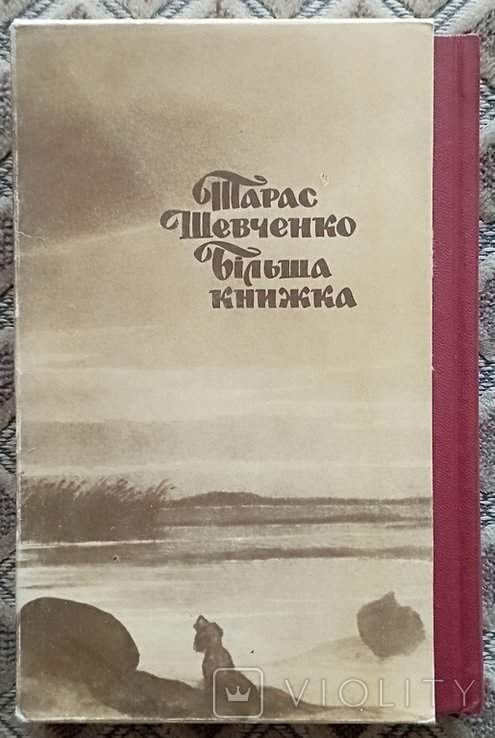 Тарас
Шевченко
Більша
книжка
VIOLITY